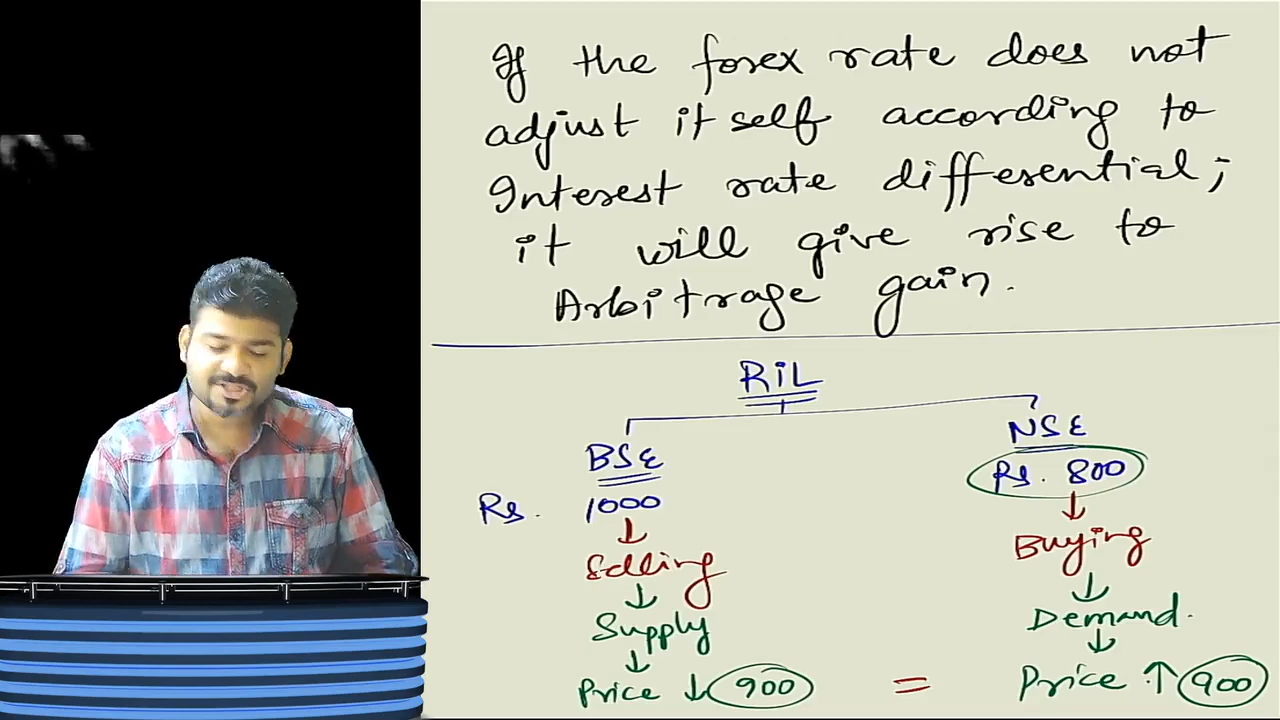 If the forex rate does not
adjust itself according to
Interest rate differential;
it will give rise to
Arbitrage gain.
RIL
BSE
NSE
Rs. 1000
Rs. 800
Selling
Buying
Supply
Demand.
Price ↓ 900 = Price ↑ 900